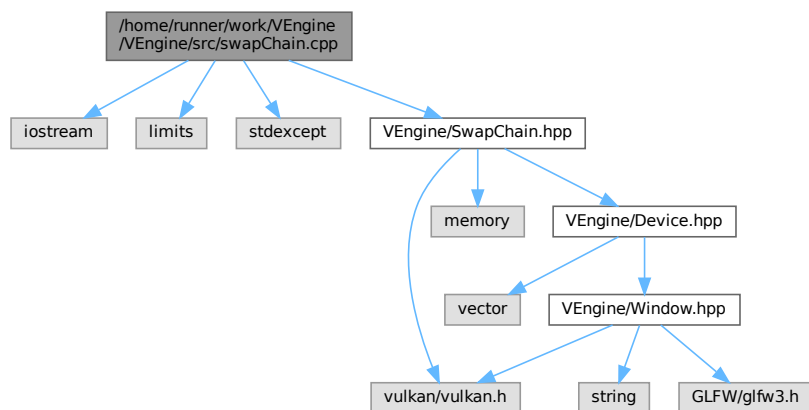 /home/runner/work/VEngine
/VEngine/src/swapChain.cpp
iostream
limits
stdexcept
VEngine/SwapChain.hpp
memory
VEngine/Device.hpp
vector
VEngine/Window.hpp
vulkan/vulkan.h
string
GLFW/glfw3.h